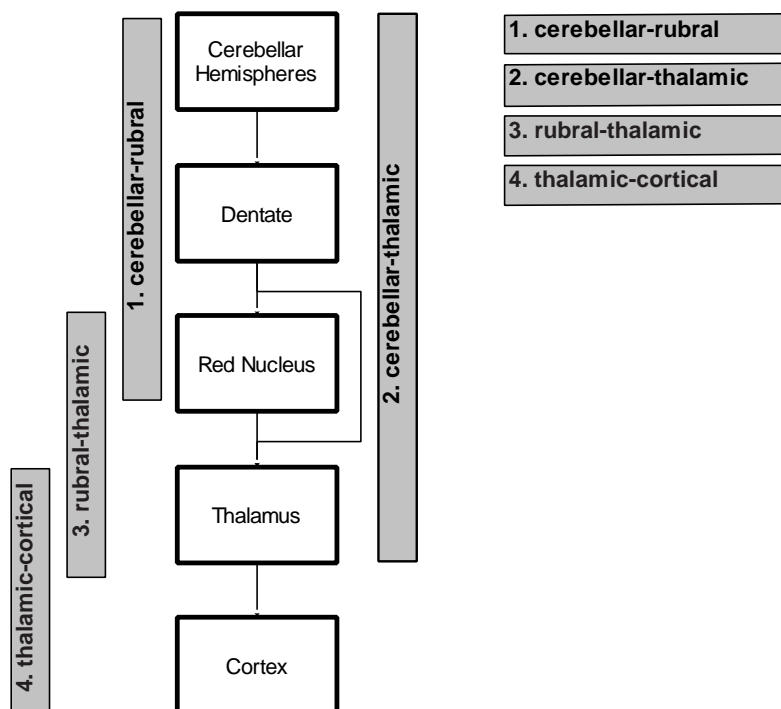 Cerebellar
Hemispheres
Dentate
Red Nucleus
Thalamus
Cortex
1. cerebellar-rubral
2. cerebellar-thalamic
3. rubral-thalamic
4. thalamic-cortical
1. cerebellar-rubral
2. cerebellar-thalamic
3. rubral-thalamic
4. thalamic-cortical